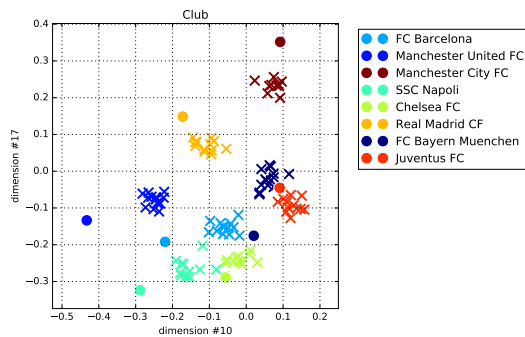 Club
0.4
0.3
0.2
0.1
0.0
−0.1
−0.2
−0.3
dimension #17
−0.5 −0.4 −0.3 −0.2 −0.1 0.0 0.1 0.2
dimension #10
FC Barcelona
Manchester United FC
Manchester City FC
SSC Napoli
Chelsea FC
Real Madrid CF
FC Bayern Muenchen
Juventus FC